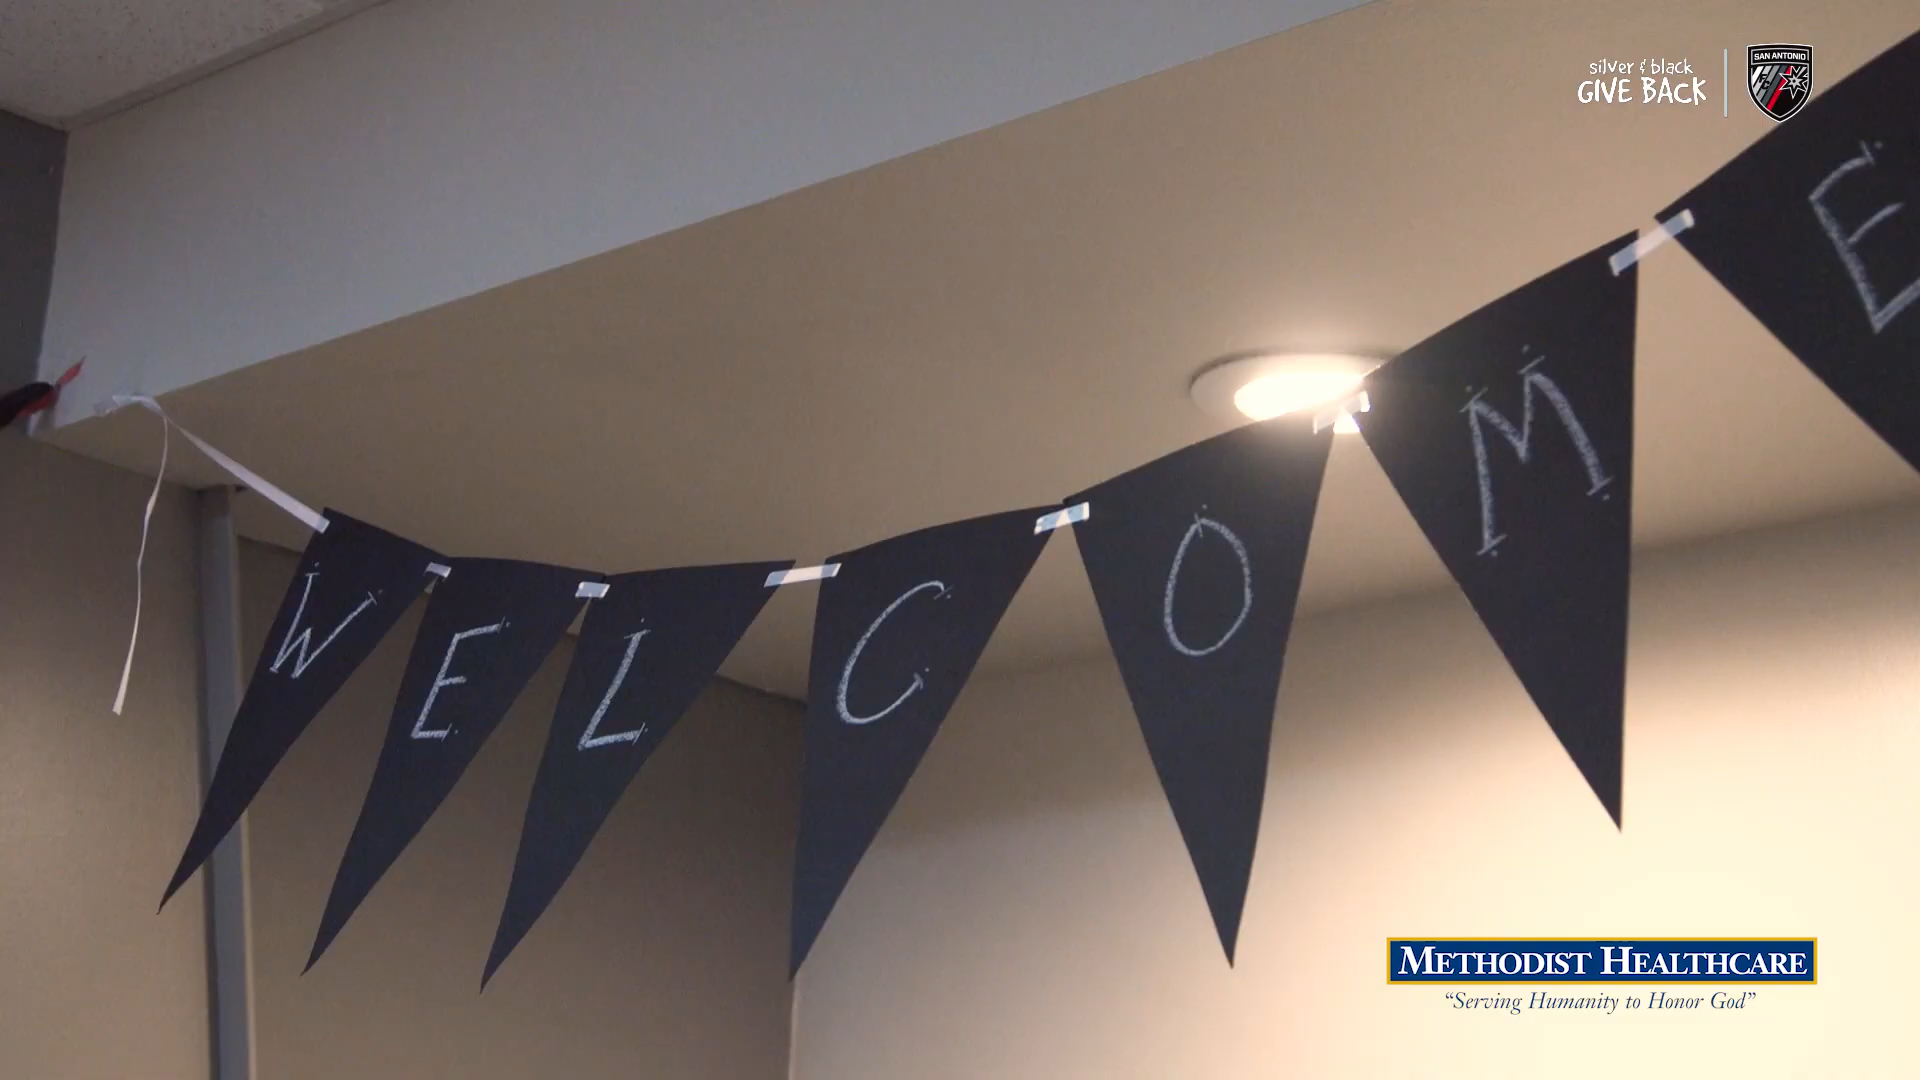 silver & black
GIVE BACK
SAN ANTONIO
WELCOME
METHODIST HEALTHCARE
“Serving Humanity to Honor God”